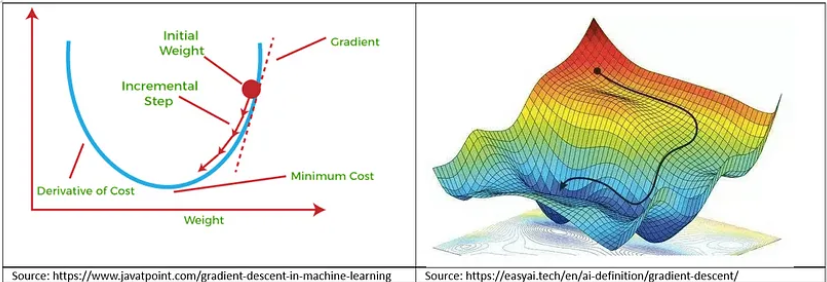 Initial
Weight
Gradient
Incremental
Step
Minimum Cost
Derivative of Cost
Weight
Source: https://www.javatpoint.com/gradient-descent-in-machine-learning
Source: https://easyai.tech/en/ai-definition/gradient-descent/